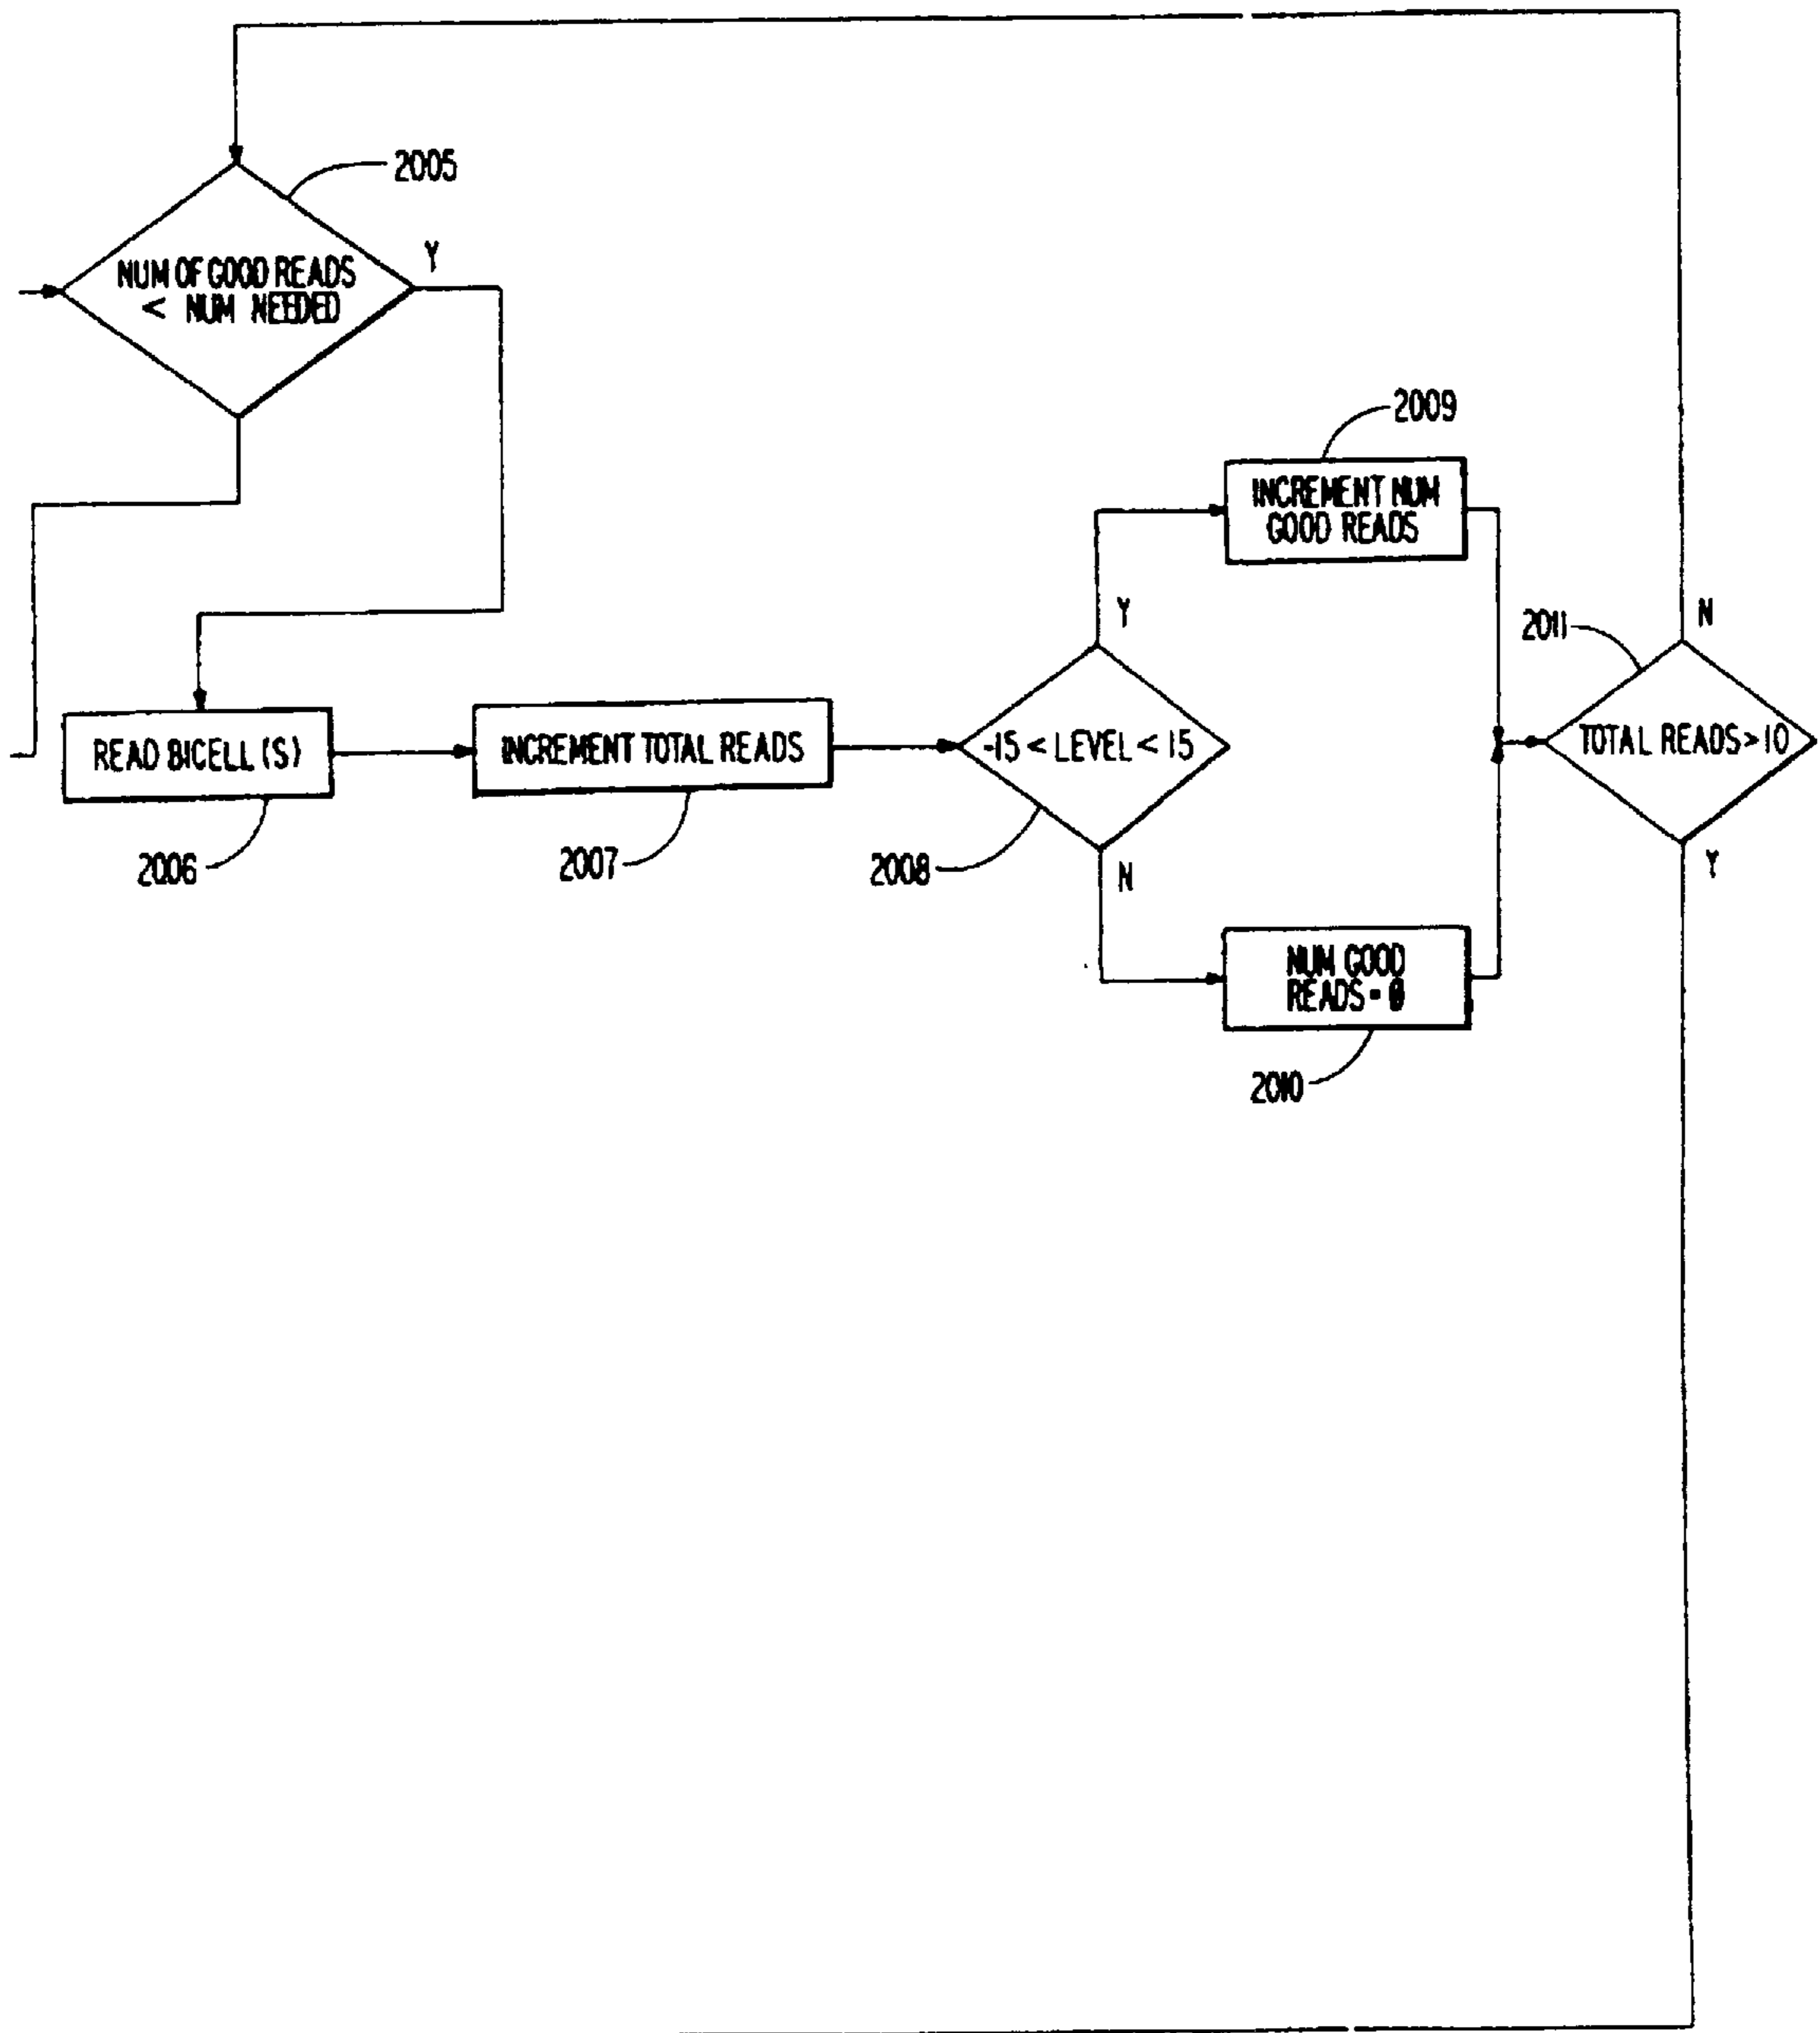 2005
NUM OF GOOD READS
< NUM NEEDED
Y
2009
INCREMENT NUM
GOOD READS
Y
2011
N
READ BICELL(S)
INCREMENT TOTAL READS
-15 < LEVEL < 15
TOTAL READS > 10
2006
2007
2008
N
Y
NUM GOOD
READS = 0
2010